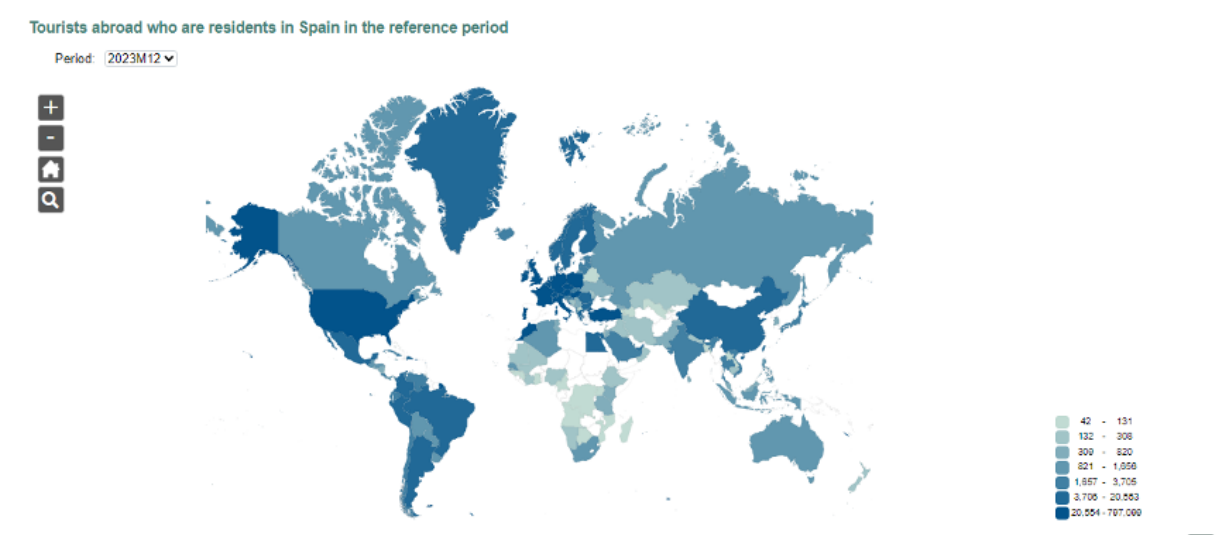 Tourists abroad who are residents in Spain in the reference period
Period: 2023M12
+
-
42 - 131
132 - 308
309 - 820
821 - 1,656
1,657 - 3,705
3,706 - 20,553
20,554 - 797,099